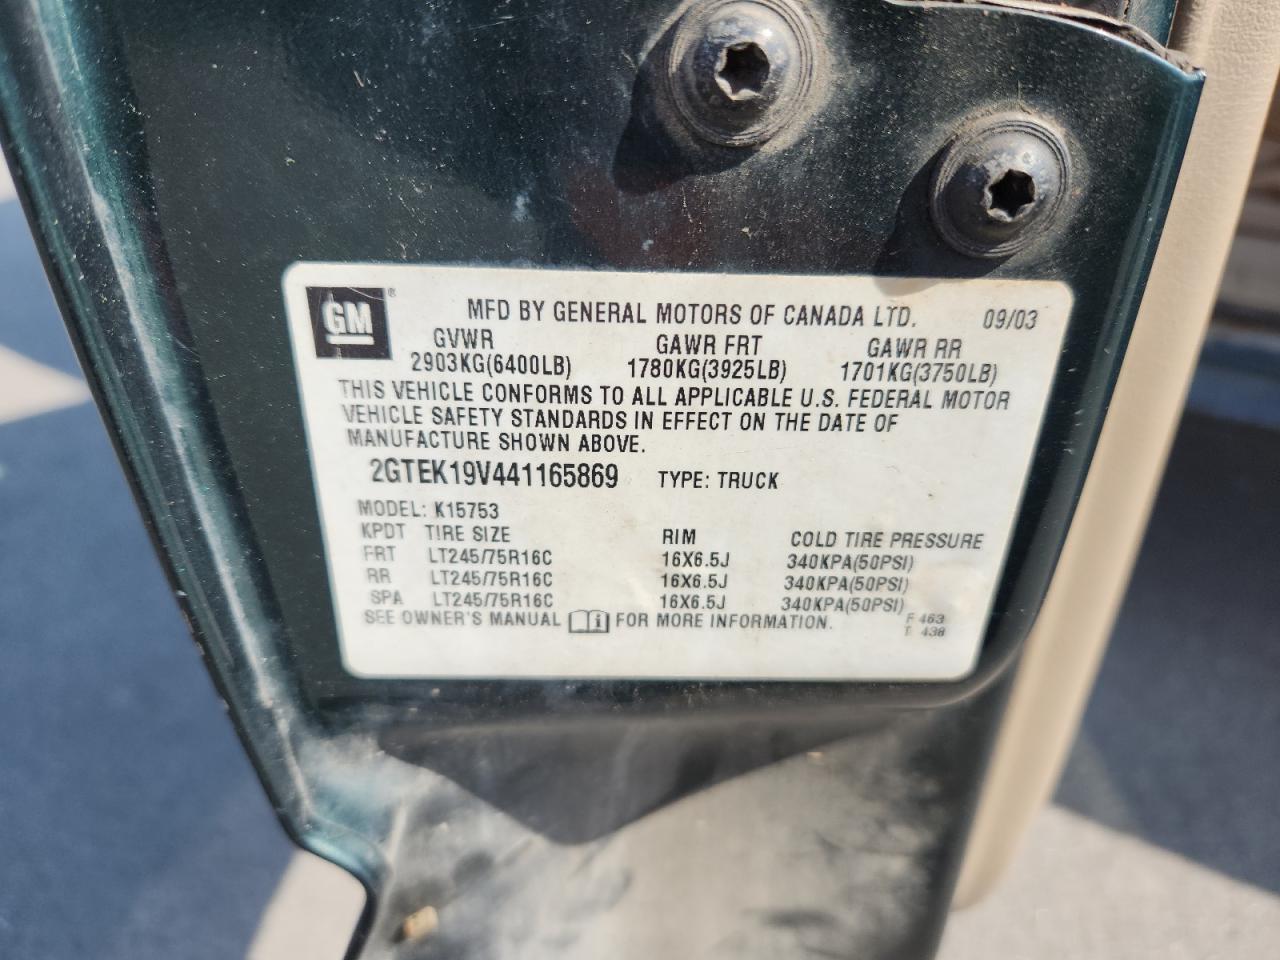 GM®
MFD BY GENERAL MOTORS OF CANADA LTD. 09/03
GVWR GAWR FRT GAWR RR
2903KG(6400LB) 1780KG(3925LB) 1701KG(3750LB)
THIS VEHICLE CONFORMS TO ALL APPLICABLE U.S. FEDERAL MOTOR
VEHICLE SAFETY STANDARDS IN EFFECT ON THE DATE OF
MANUFACTURE SHOWN ABOVE.
2GTEK19V441165869 TYPE: TRUCK
MODEL: K15753
KPDT TIRE SIZE RIM COLD TIRE PRESSURE
FRT LT245/75R16C 16X6.5J 340KPA(50PSI)
RR LT245/75R16C 16X6.5J 340KPA(50PSI)
SPA LT245/75R16C 16X6.5J 340KPA(50PSI)
SEE OWNER'S MANUAL FOR MORE INFORMATION.
F 463
T 438